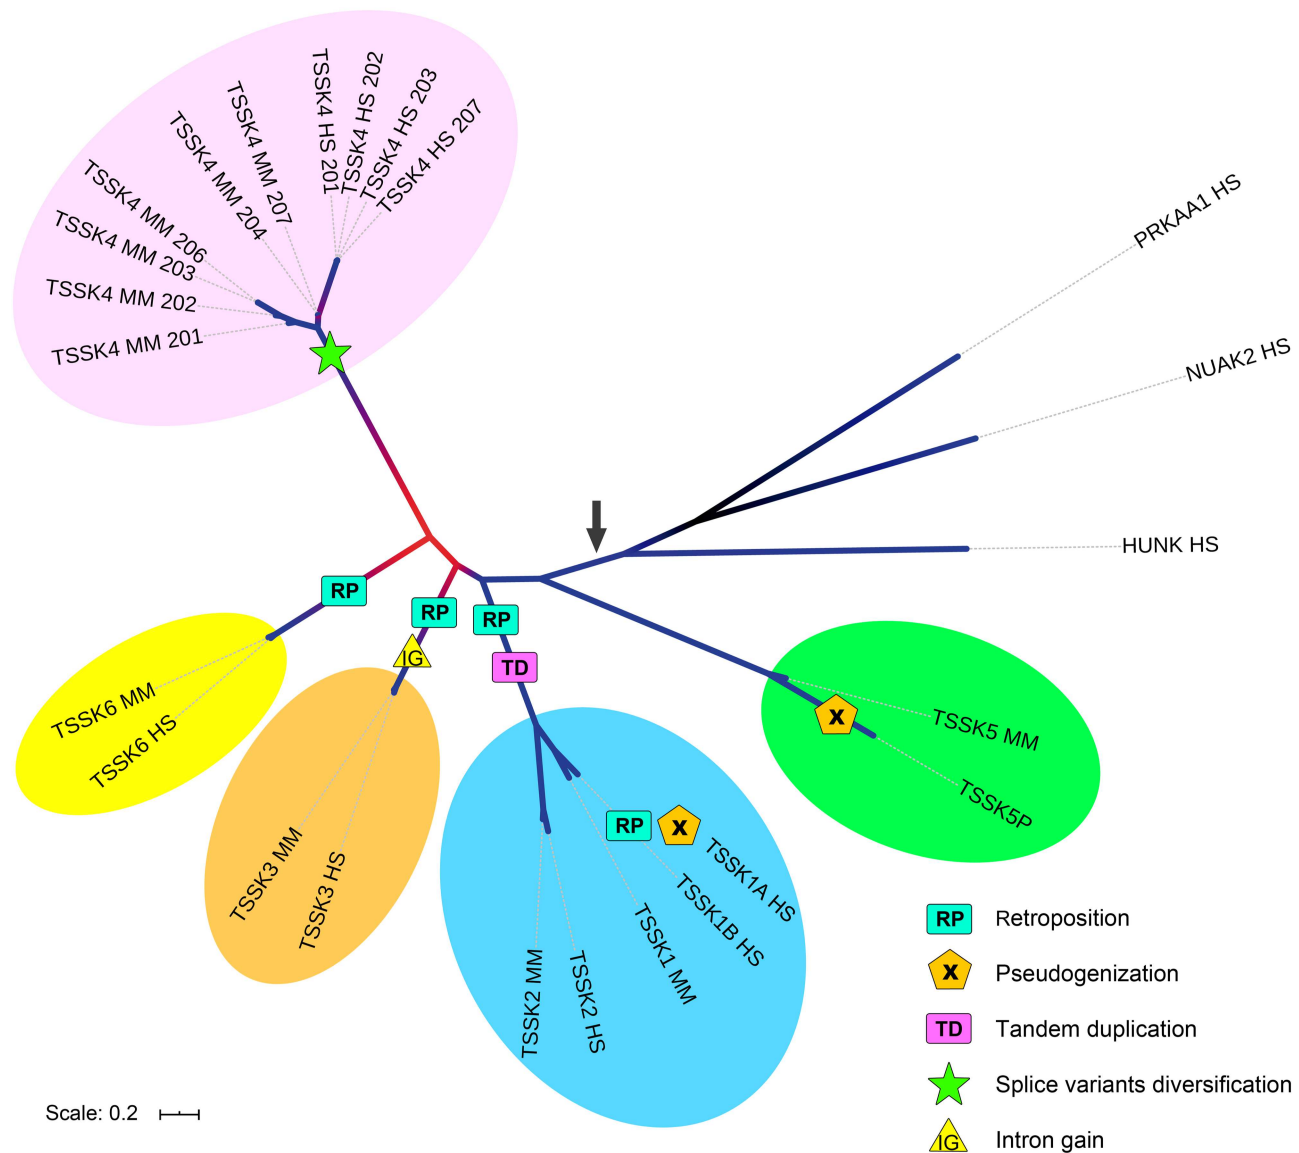 TSSK4 HS 201
TSSK4 HS 202
TSSK4 HS 203
TSSK4 HS 207
TSSK4 MM 207
TSSK4 MM 204
TSSK4 MM 206
TSSK4 MM 203
TSSK4 MM 202
TSSK4 MM 201
PRKAA1 HS
NUAK2 HS
HUNK HS
RP
RP
RP
IG
TD
TSSK6 MM
TSSK6 HS
TSSK3 MM
TSSK3 HS
X
TSSK5 MM
TSSK5P
RP
X
TSSK1A HS
TSSK1B HS
TSSK1 MM
TSSK2 MM
TSSK2 HS
RP Retroposition
X Pseudogenization
TD Tandem duplication
Splice variants diversification
IG Intron gain
Scale: 0.2